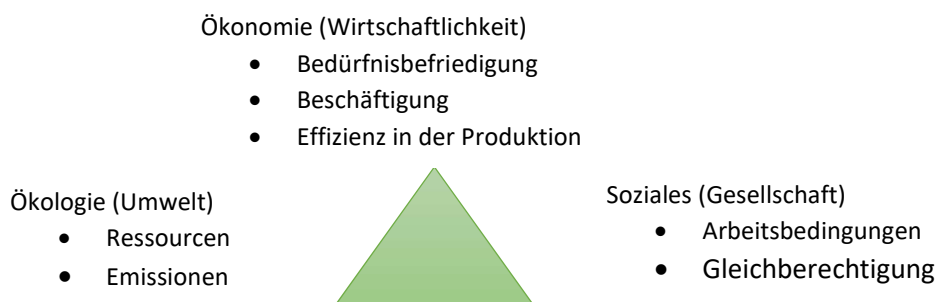 Ökonomie (Wirtschaftlichkeit)
• Bedürfnisbefriedigung
• Beschäftigung
• Effizienz in der Produktion
Ökologie (Umwelt)
• Ressourcen
• Emissionen
Soziales (Gesellschaft)
• Arbeitsbedingungen
• Gleichberechtigung